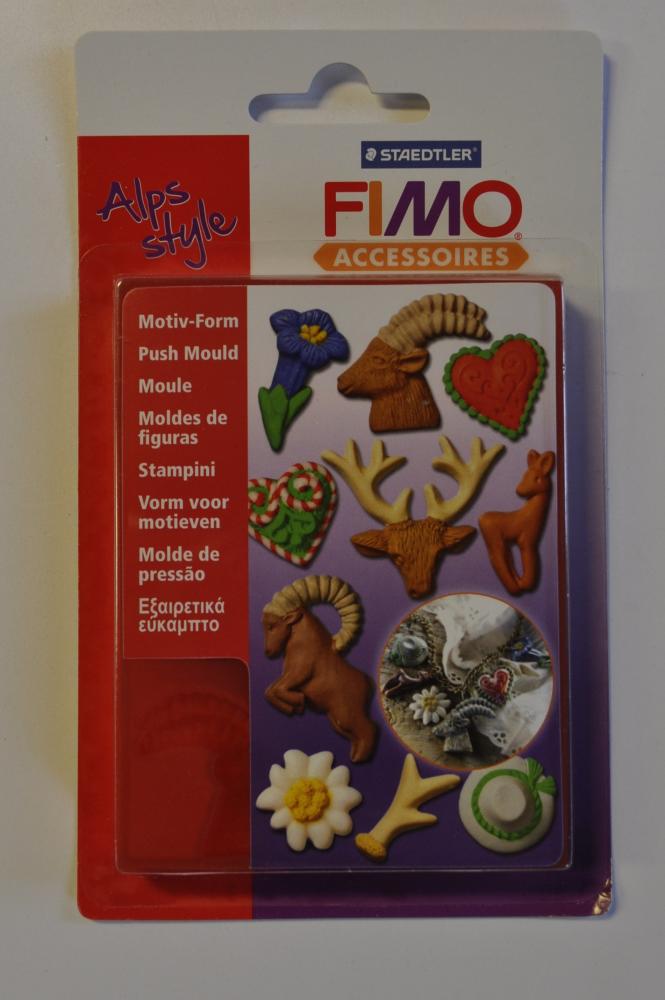 STAEDTLER®
FIMO®
ACCESSOIRES
Alps
style
Motiv-Form
Push Mould
Moule
Moldes de
figuras
Stampini
Vorm voor
motieven
Molde de
pressão
Εξαιρετικά
εύκαμπτο